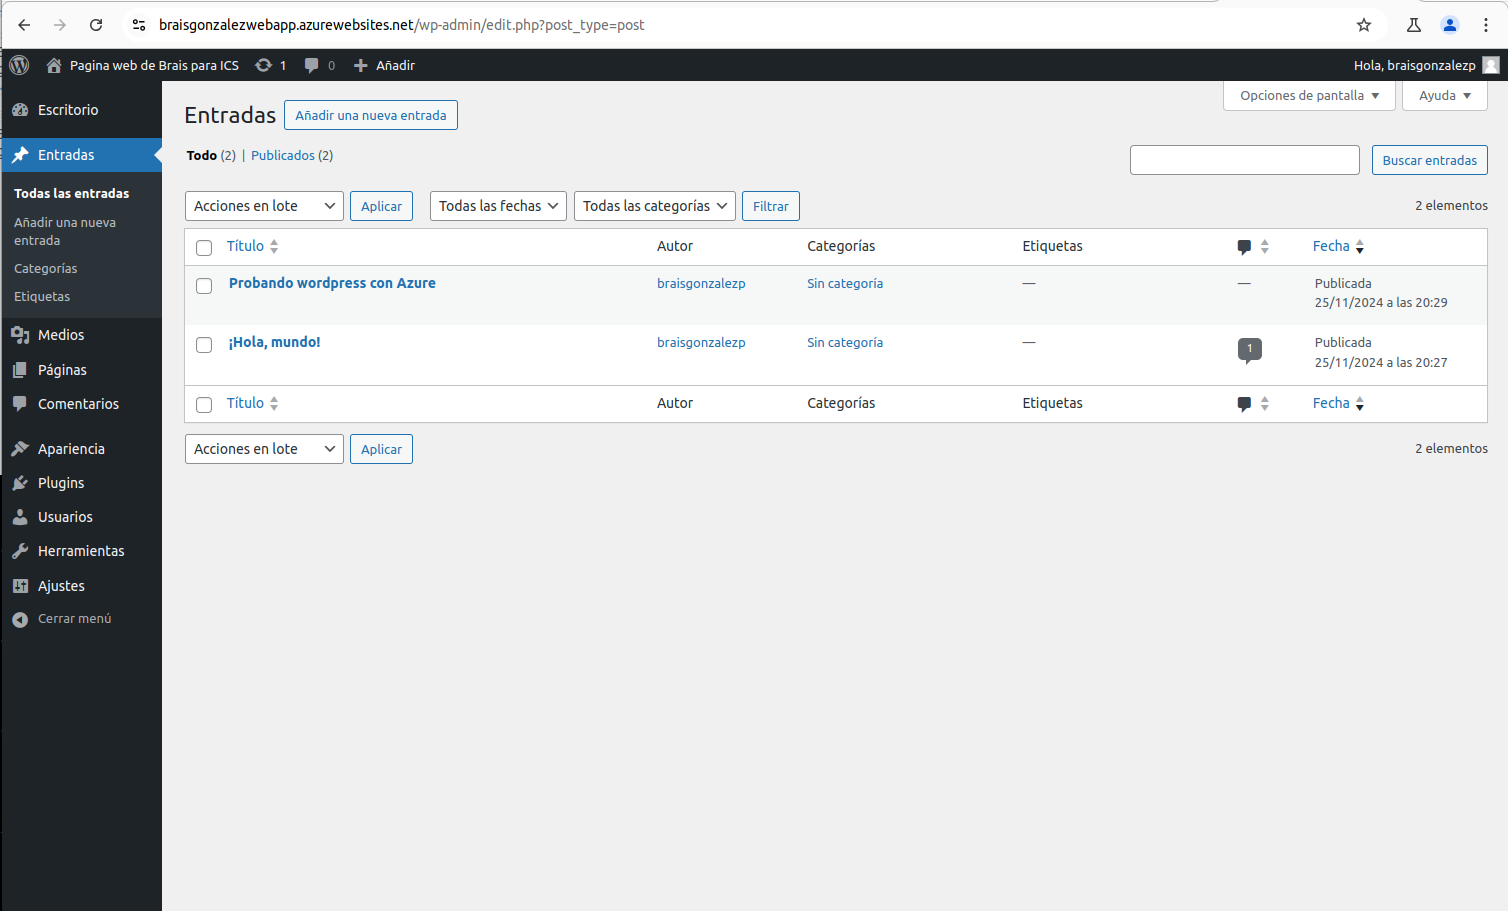 braisgonzalezwebapp.azurewebsites.net/wp-admin/edit.php?post_type=post
Pagina web de Brais para ICS 1 0 Añadir Hola, braisgonzalezp
Escritorio
Entradas
Todas las entradas
Añadir una nueva
entrada
Categorías
Etiquetas
Medios
Páginas
Comentarios
Apariencia
Plugins
Usuarios
Herramientas
Ajustes
Cerrar menú
Opciones de pantalla Ayuda
Entradas Añadir una nueva entrada
Todo (2) | Publicados (2)
Buscar entradas
Acciones en lote Aplicar Todas las fechas Todas las categorías Filtrar 2 elementos
Título Autor Categorías Etiquetas Fecha
Probando wordpress con Azure braisgonzalezp Sin categoría — — Publicada
25/11/2024 a las 20:29
¡Hola, mundo! braisgonzalezp Sin categoría — 1 Publicada
25/11/2024 a las 20:27
Título Autor Categorías Etiquetas Fecha
Acciones en lote Aplicar 2 elementos